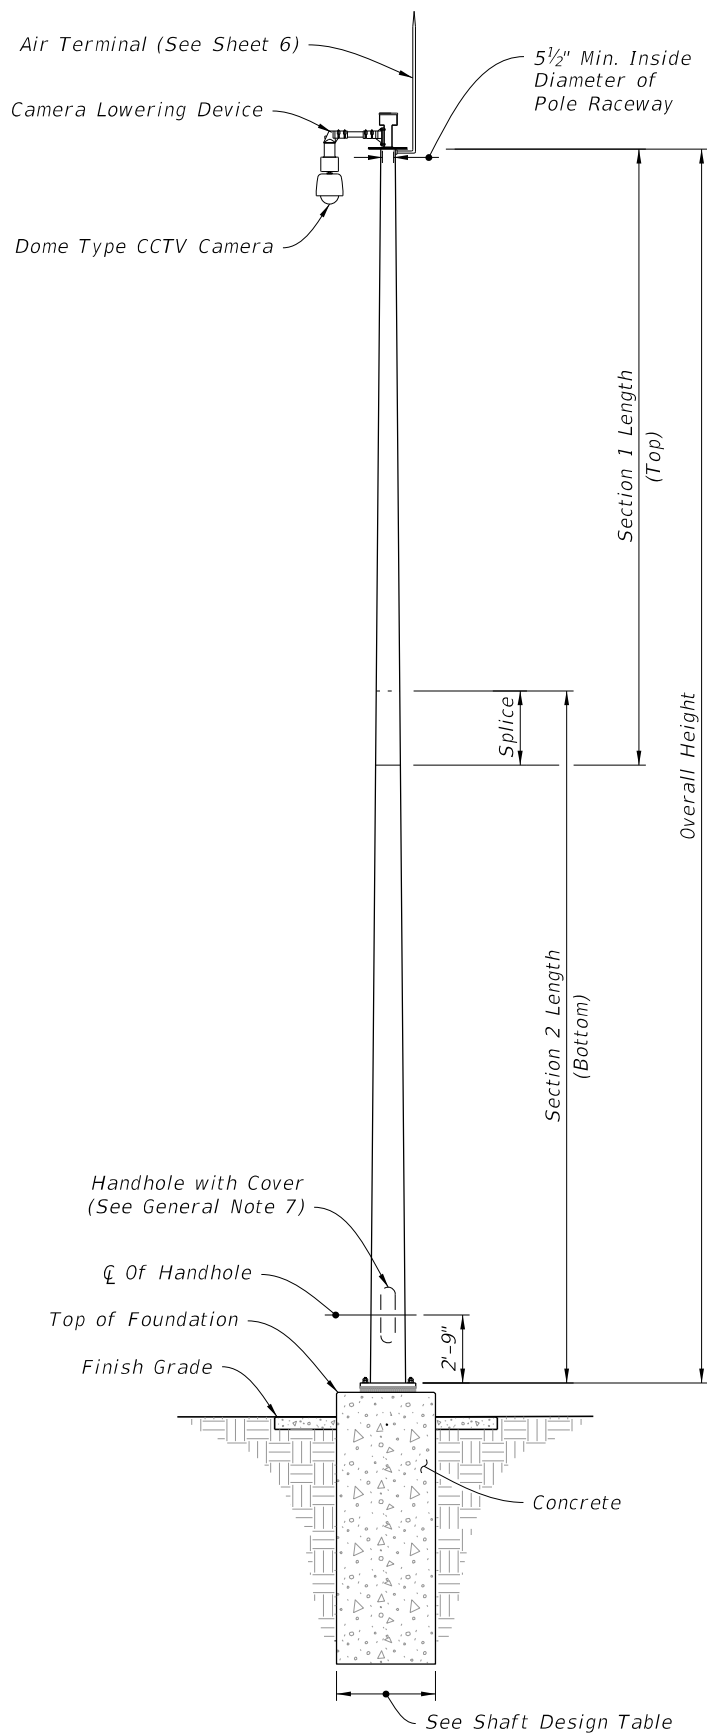 Air Terminal (See Sheet 6)
5½" Min. Inside
Diameter of
Pole Raceway
Camera Lowering Device
Dome Type CCTV Camera
Section 1 Length
(Top)
Splice
Overall Height
Section 2 Length
(Bottom)
Handhole with Cover
(See General Note 7)
℄ Of Handhole
Top of Foundation
2'-9"
Finish Grade
Concrete
See Shaft Design Table